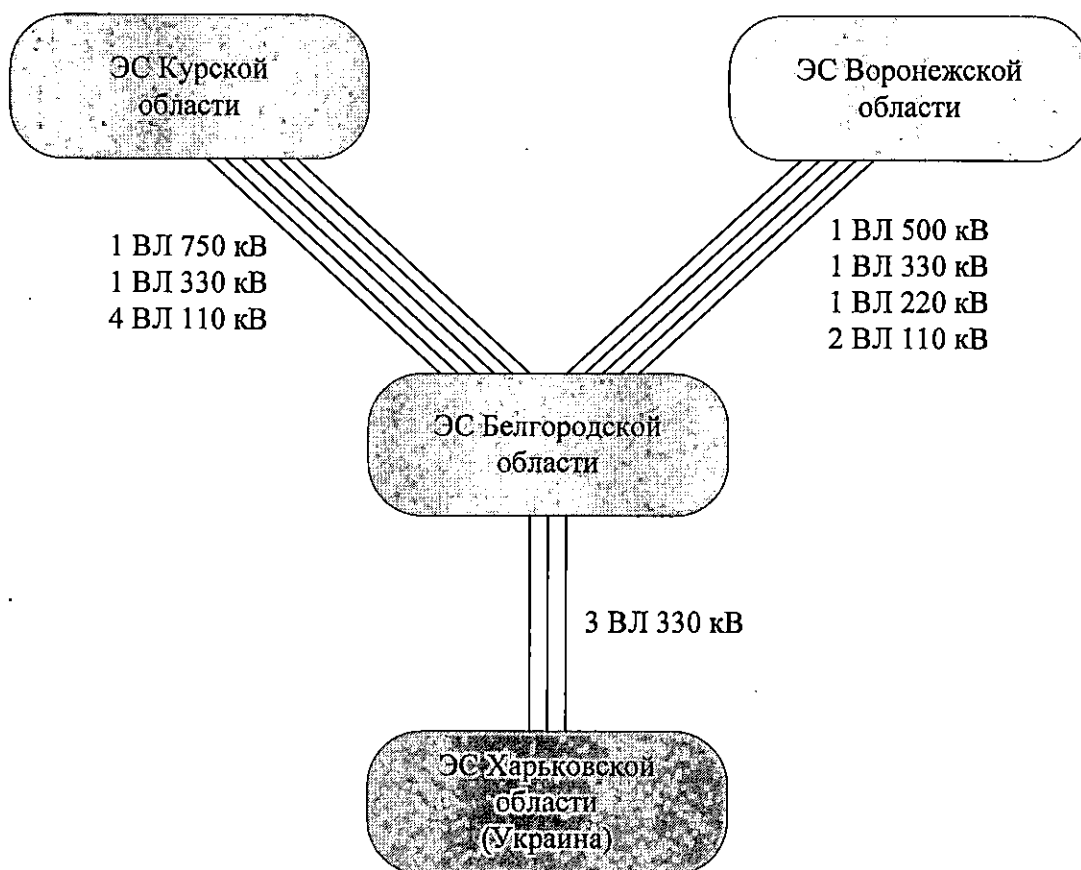 ЭС Курской
области
ЭС Воронежской
области
1 ВЛ 750 кВ
1 ВЛ 330 кВ
4 ВЛ 110 кВ
1 ВЛ 500 кВ
1 ВЛ 330 кВ
1 ВЛ 220 кВ
2 ВЛ 110 кВ
ЭС Белгородской
области
3 ВЛ 330 кВ
ЭС Харьковской
области
(Украина)